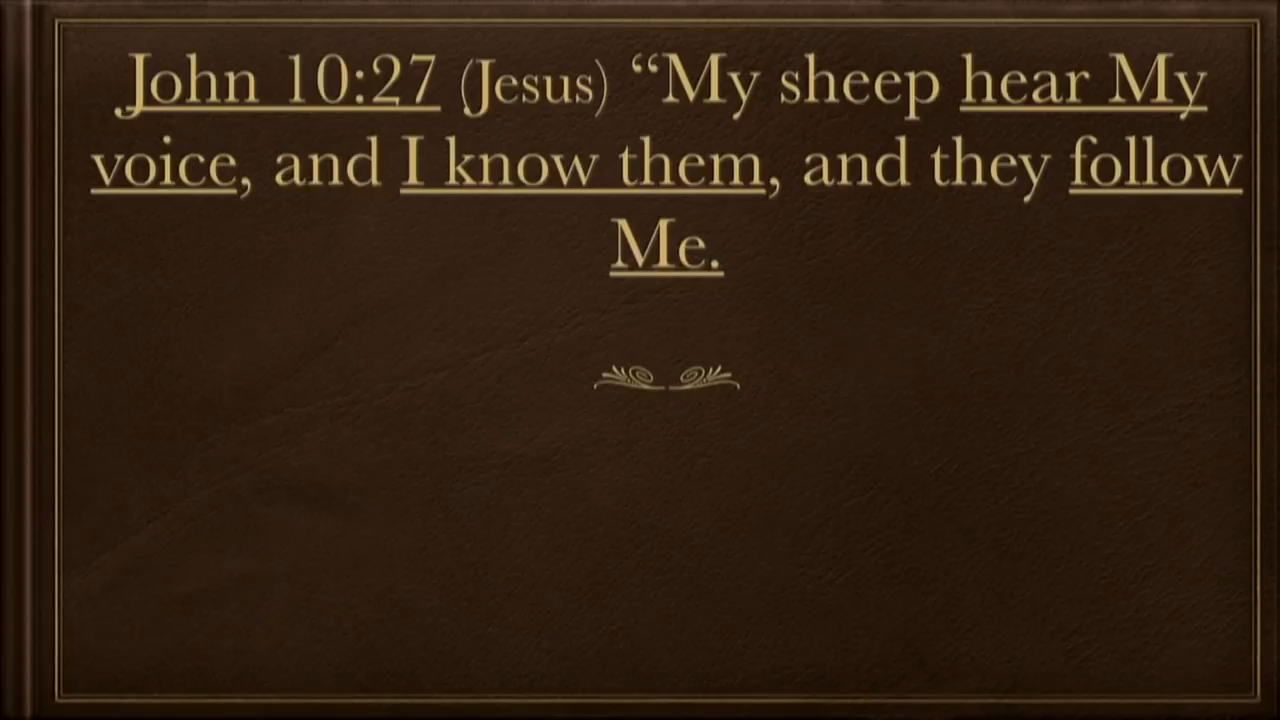 John 10:27 (Jesus) “My sheep hear My
voice, and I know them, and they follow
Me.